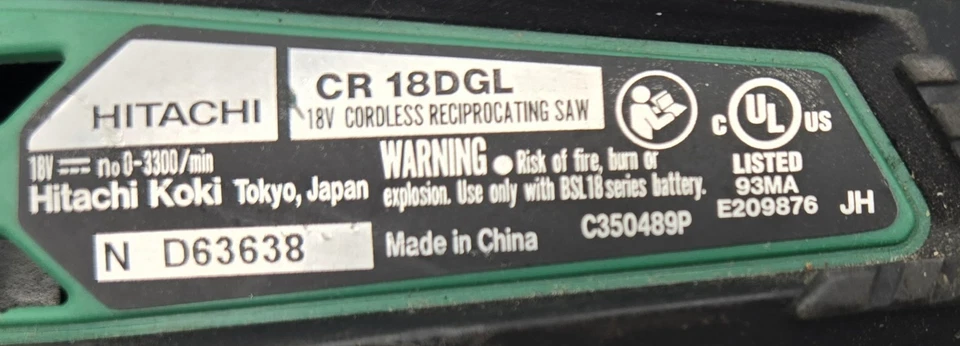 HITACHI
CR 18DGL
18V CORDLESS RECIPROCATING SAW
18V ⎓ no 0-3300/min
Hitachi Koki Tokyo, Japan
N D63638
WARNING ● Risk of fire, burn or
explosion. Use only with BSL18 series battery.
Made in China
C350489P
C UL US
LISTED
93MA
E209876
JH